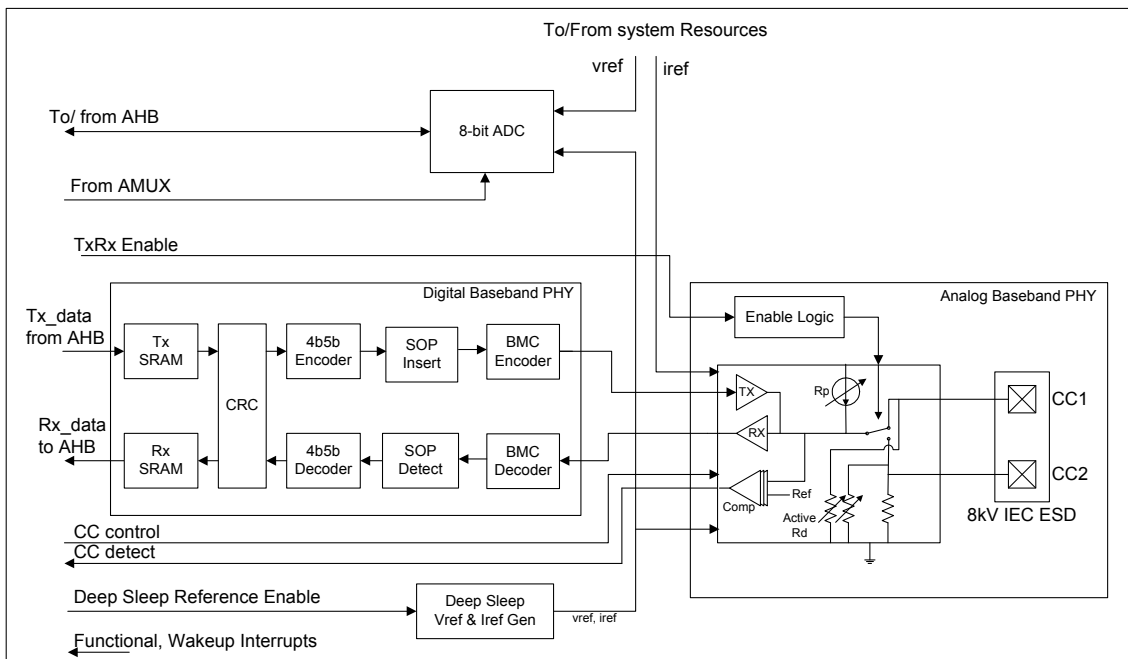 To/From system Resources
vref
iref
To/ from AHB
8-bit ADC
From AMUX
TxRx Enable
Digital Baseband PHY
Analog Baseband PHY
Tx_data
from AHB
Tx
SRAM
CRC
4b5b
Encoder
SOP
Insert
BMC
Encoder
Enable Logic
TX
Rp
CC1
Rx_data
to AHB
Rx
SRAM
4b5b
Decoder
SOP
Detect
BMC
Decoder
RX
CC2
Comp
Ref
Active
Rd
8kV IEC ESD
CC control
CC detect
Deep Sleep Reference Enable
Deep Sleep
Vref & Iref Gen
vref, iref
Functional, Wakeup Interrupts